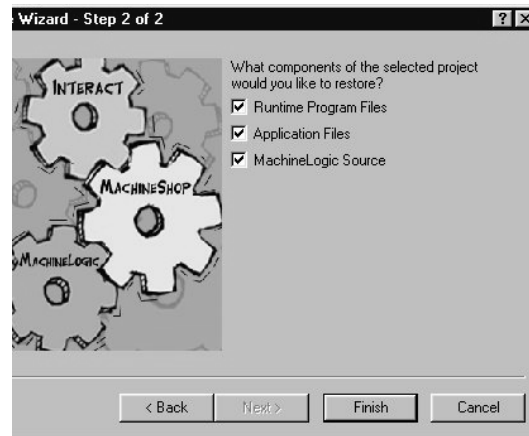 Wizard - Step 2 of 2
What components of the selected project
would you like to restore?
Runtime Program Files
Application Files
MachineLogic Source
INTERACT
MACHINESHOP
MACHINELOGIC
< Back
Next >
Finish
Cancel